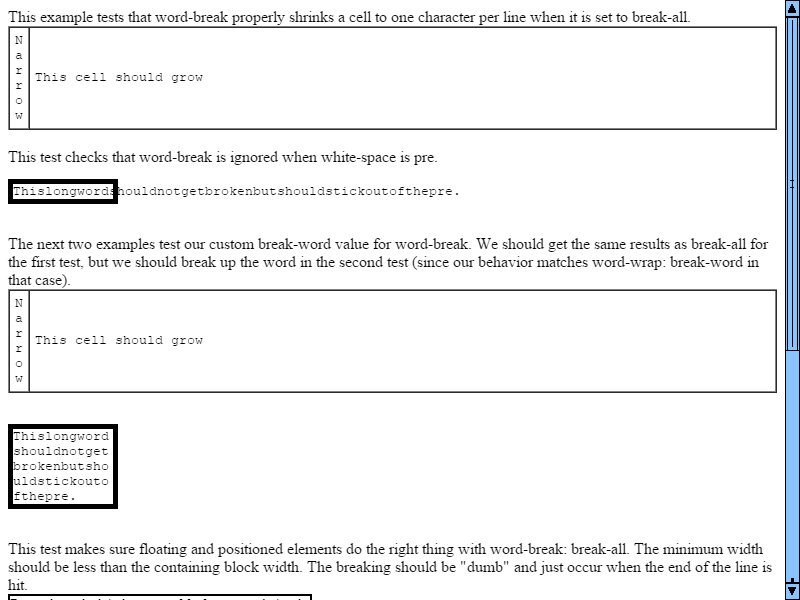 This example tests that word-break properly shrinks a cell to one character per line when it is set to break-all.
N
a
r
r
o
w
This cell should grow
This test checks that word-break is ignored when white-space is pre.
Thislongwordshouldnotgetbrokenbutshouldstickoutofthepre.
The next two examples test our custom break-word value for word-break. We should get the same results as break-all for
the first test, but we should break up the word in the second test (since our behavior matches word-wrap: break-word in
that case).
N
a
r
r
o
w
This cell should grow
Thislongword
shouldnotget
brokenbutsho
uldstickouto
fthepre.
This test makes sure floating and positioned elements do the right thing with word-break: break-all. The minimum width
should be less than the containing block width. The breaking should be "dumb" and just occur when the end of the line is
hit.